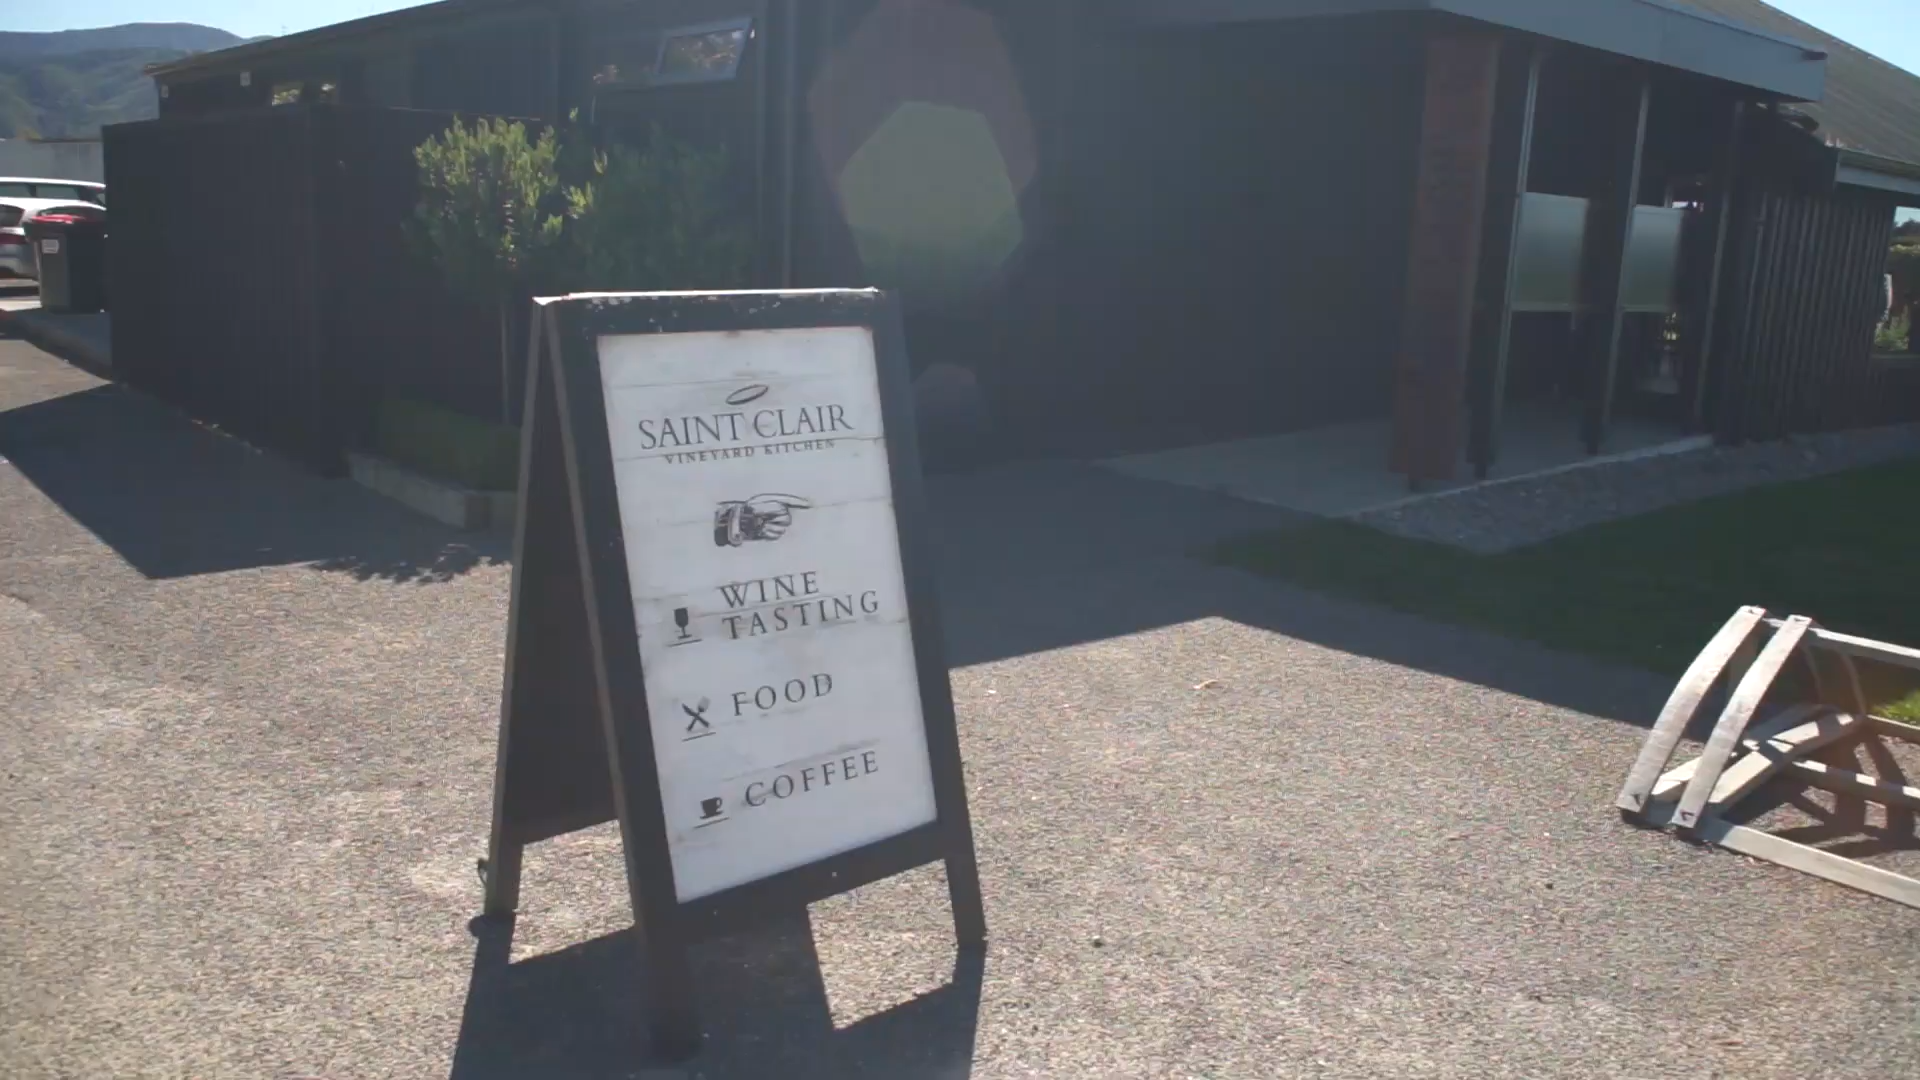 SAINT CLAIR
VINEYARD KITCHEN
WINE
TASTING
FOOD
COFFEE